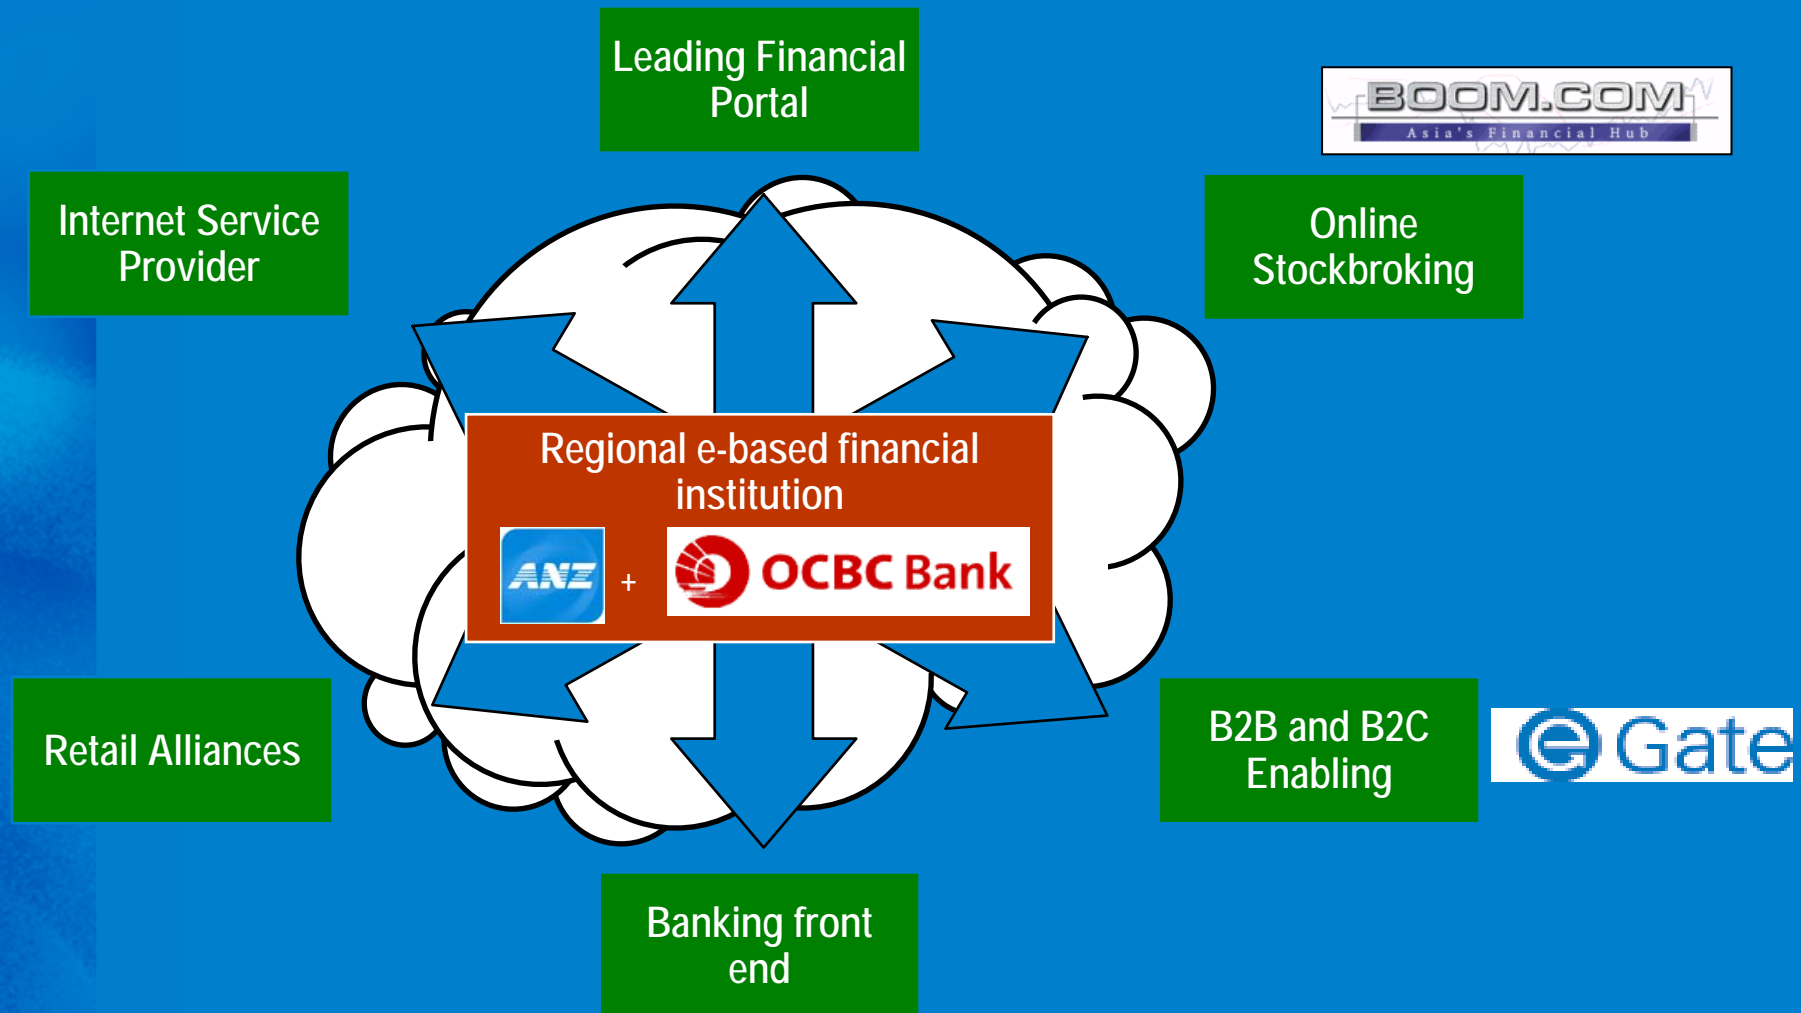 Leading Financial
Portal
BOOM.COM
Asia's Financial Hub
Internet Service
Provider
Online
Stockbroking
Regional e-based financial
institution
ANZ + OCBC Bank
Retail Alliances
B2B and B2C
Enabling
e Gate
Banking front
end